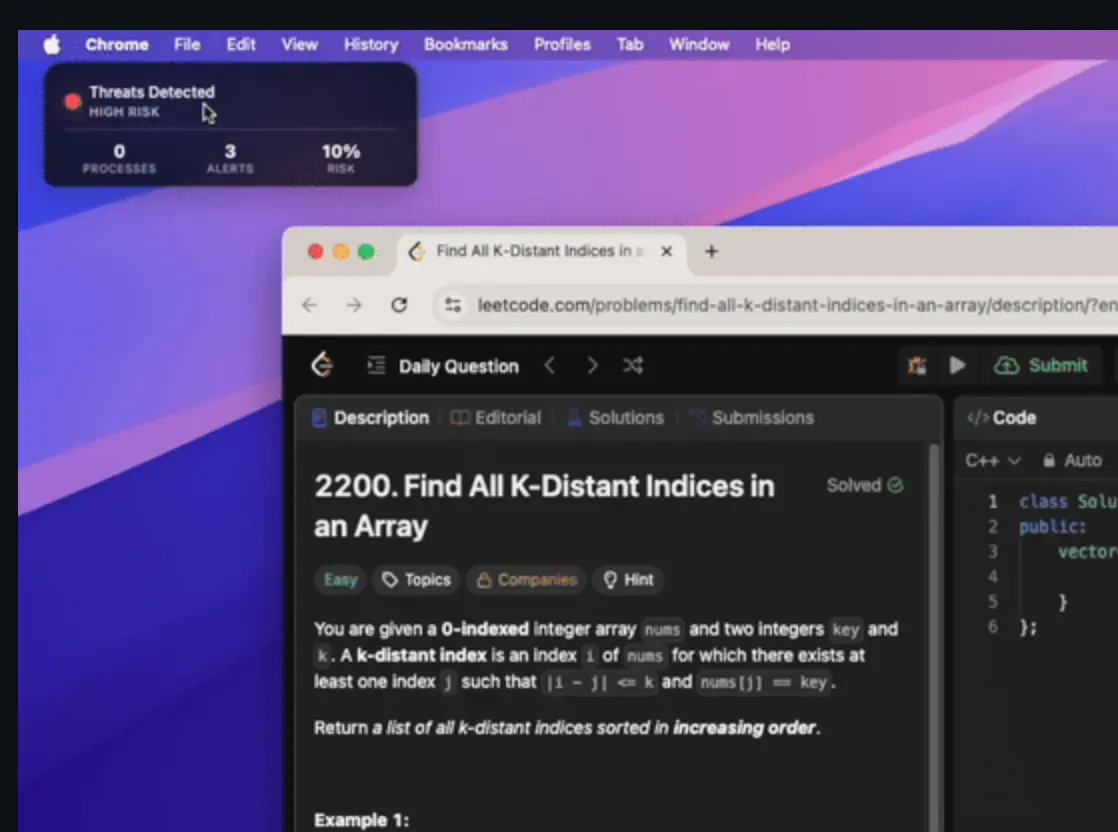 Chrome File Edit View History Bookmarks Profiles Tab Window Help
Threats Detected
HIGH RISK
0 3 10%
PROCESSES ALERTS RISK
Find All K-Distant Indices in
leetcode.com/problems/find-all-k-distant-indices-in-an-array/description/?en
Daily Question Submit
Description Editorial Solutions Submissions
</> Code
C++ Auto
2200. Find All K-Distant Indices in
an Array
Solved
Easy Topics Companies Hint
You are given a 0-indexed integer array nums and two integers key and
k. A k-distant index is an index i of nums for which there exists at
least one index j such that |i - j| <= k and nums[j] == key.
Return a list of all k-distant indices sorted in increasing order.
Example 1:
1 class Solu
2 public:
3 vector
4
5 }
6 };